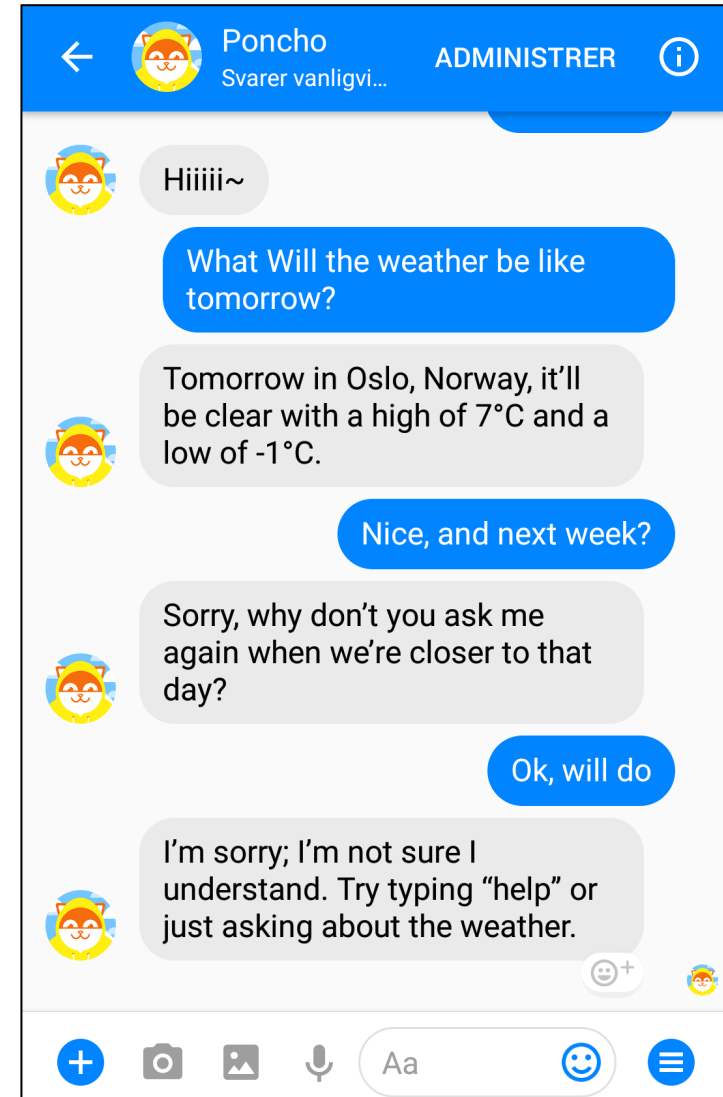 Poncho
Svarer vanligvi...
ADMINISTRER
Hiiiii~
What Will the weather be like
tomorrow?
Tomorrow in Oslo, Norway, it’ll
be clear with a high of 7°C and a
low of -1°C.
Nice, and next week?
Sorry, why don’t you ask me
again when we’re closer to that
day?
Ok, will do
I’m sorry; I’m not sure I
understand. Try typing “help” or
just asking about the weather.
Aa